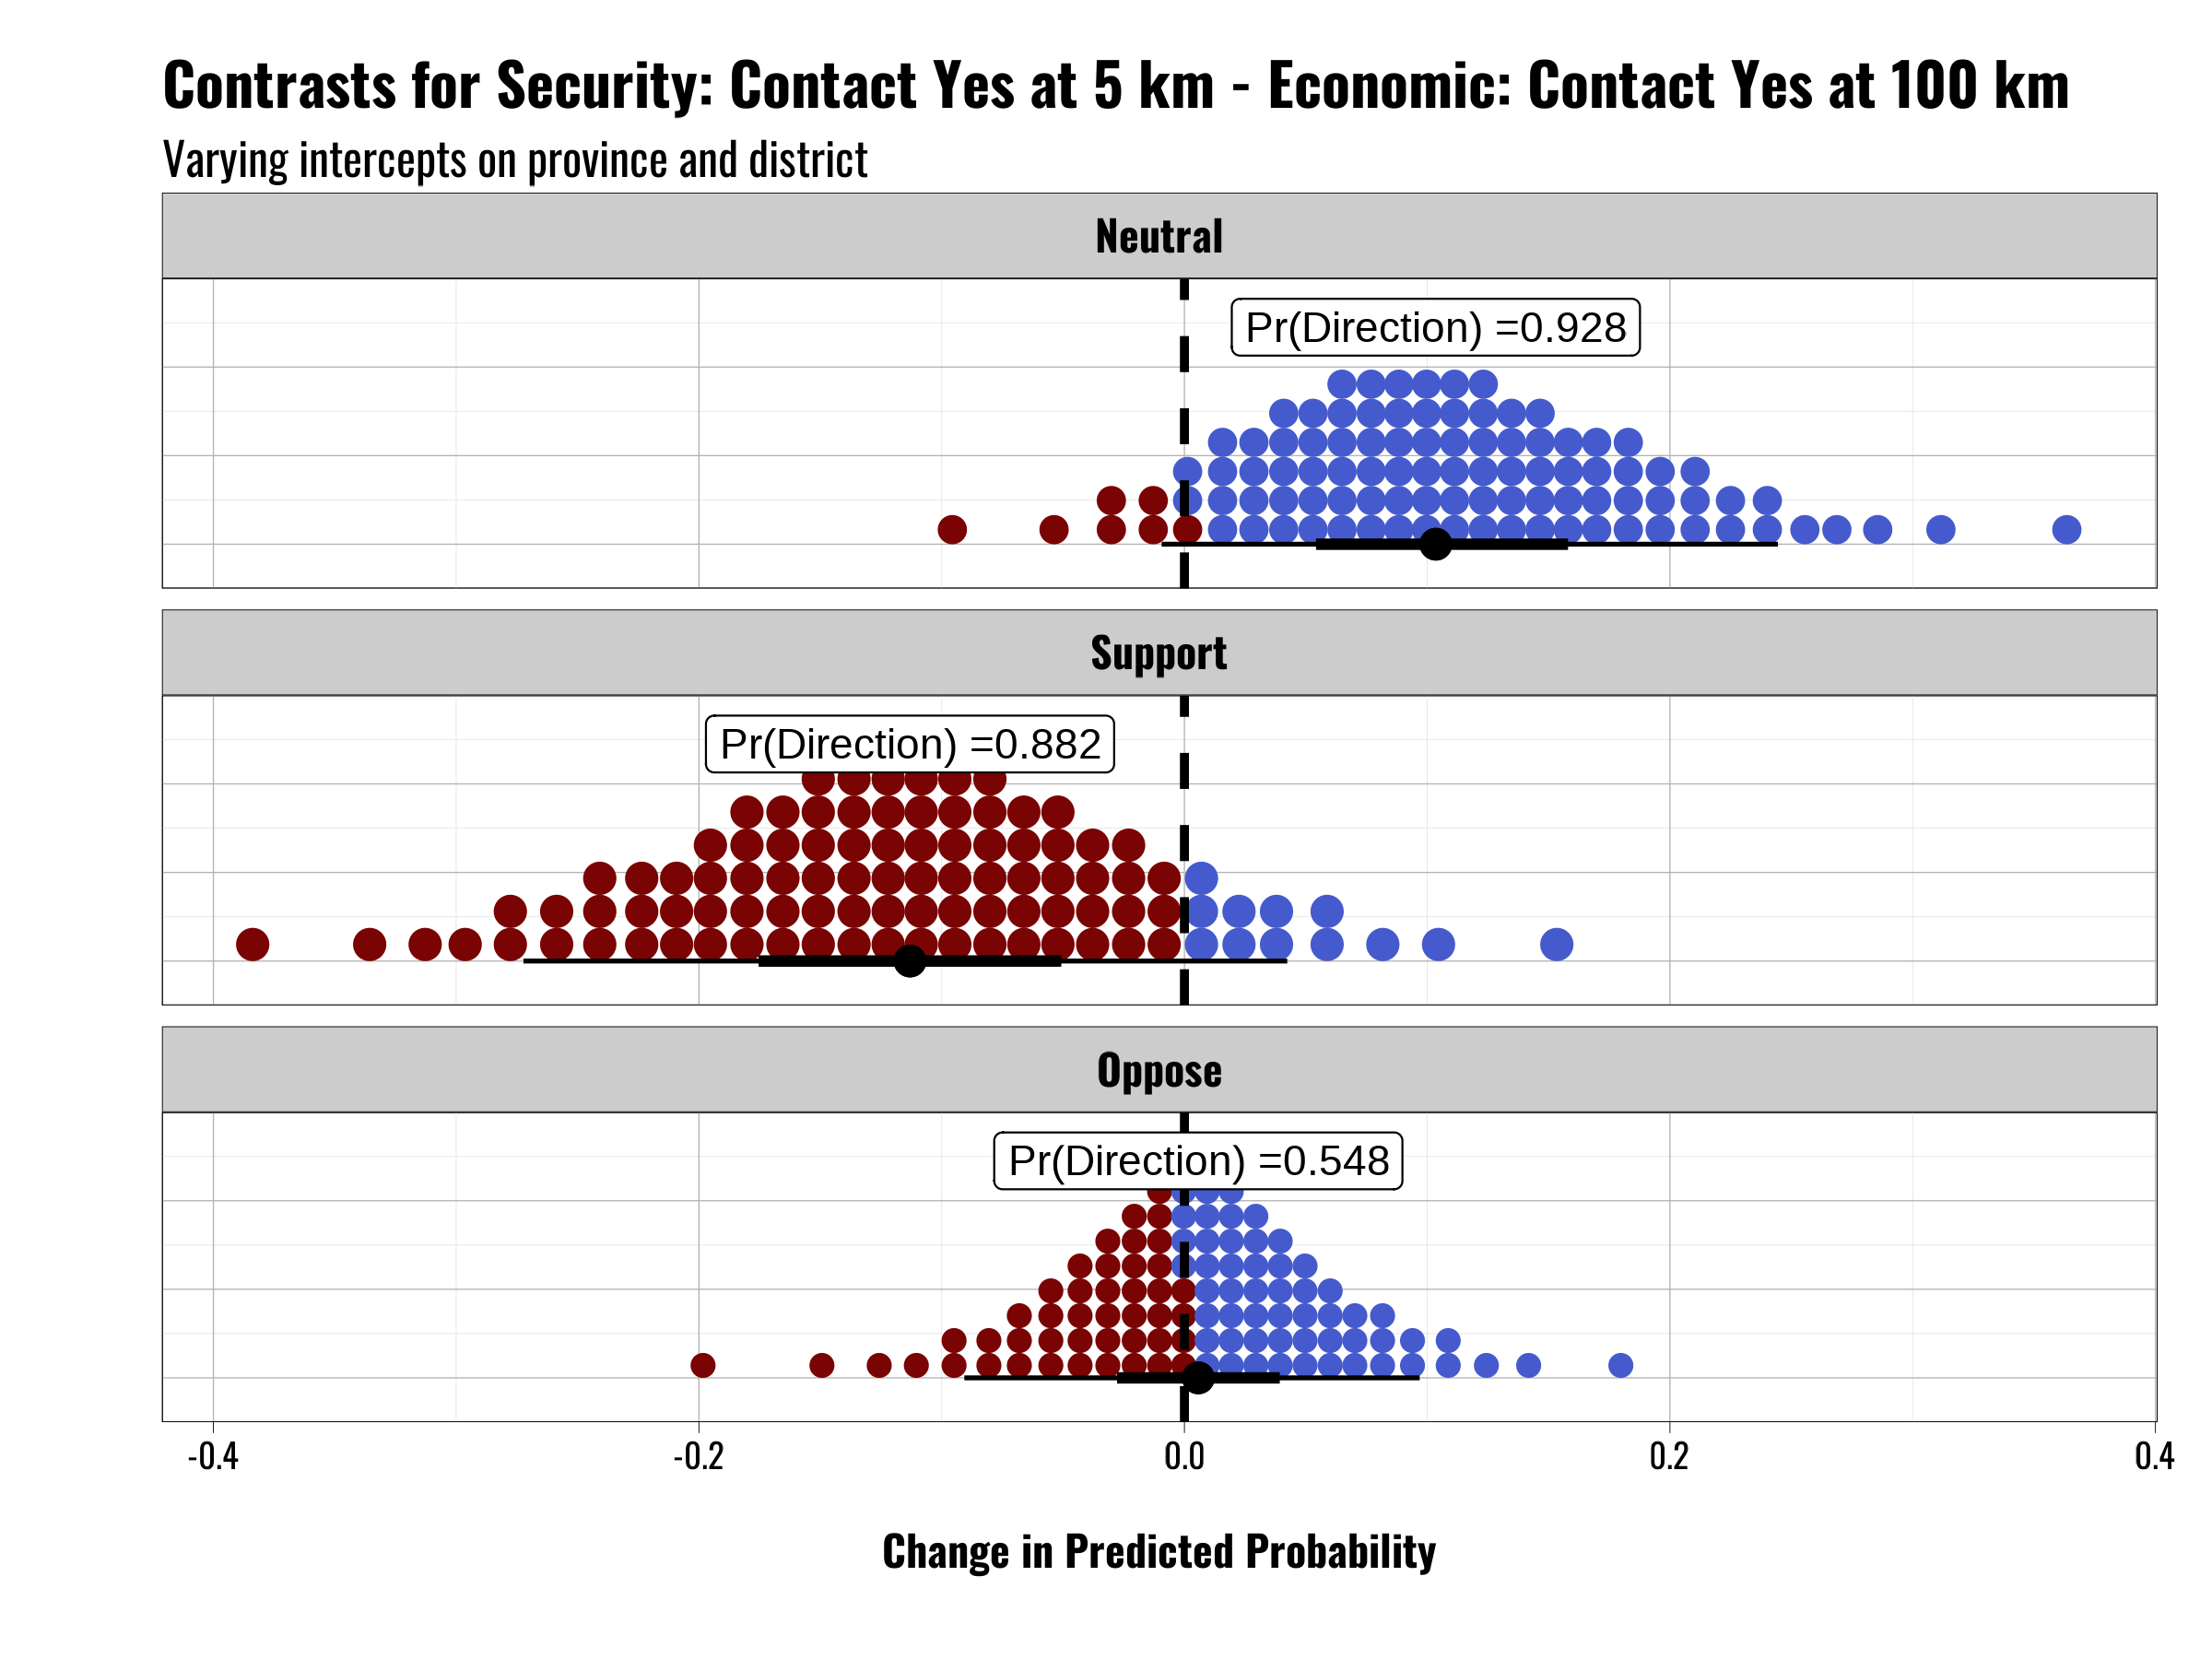 Contrasts for Security: Contact Yes at 5 km - Economic: Contact Yes at 100 km
Varying intercepts on province and district
Neutral
Pr(Direction) =0.928
Support
Pr(Direction) =0.882
Oppose
Pr(Direction) =0.548
-0.4 -0.2 0.0 0.2 0.4
Change in Predicted Probability